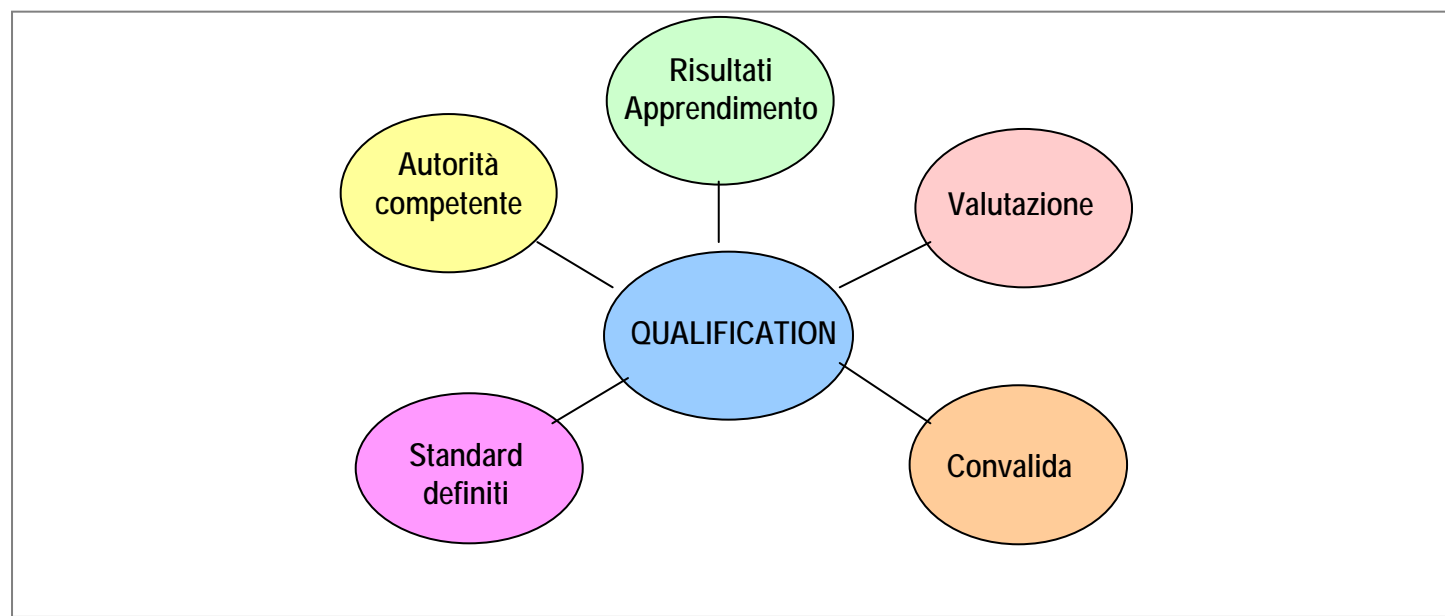 Risultati
Apprendimento
Autorità
competente
Valutazione
QUALIFICATION
Standard
definiti
Convalida